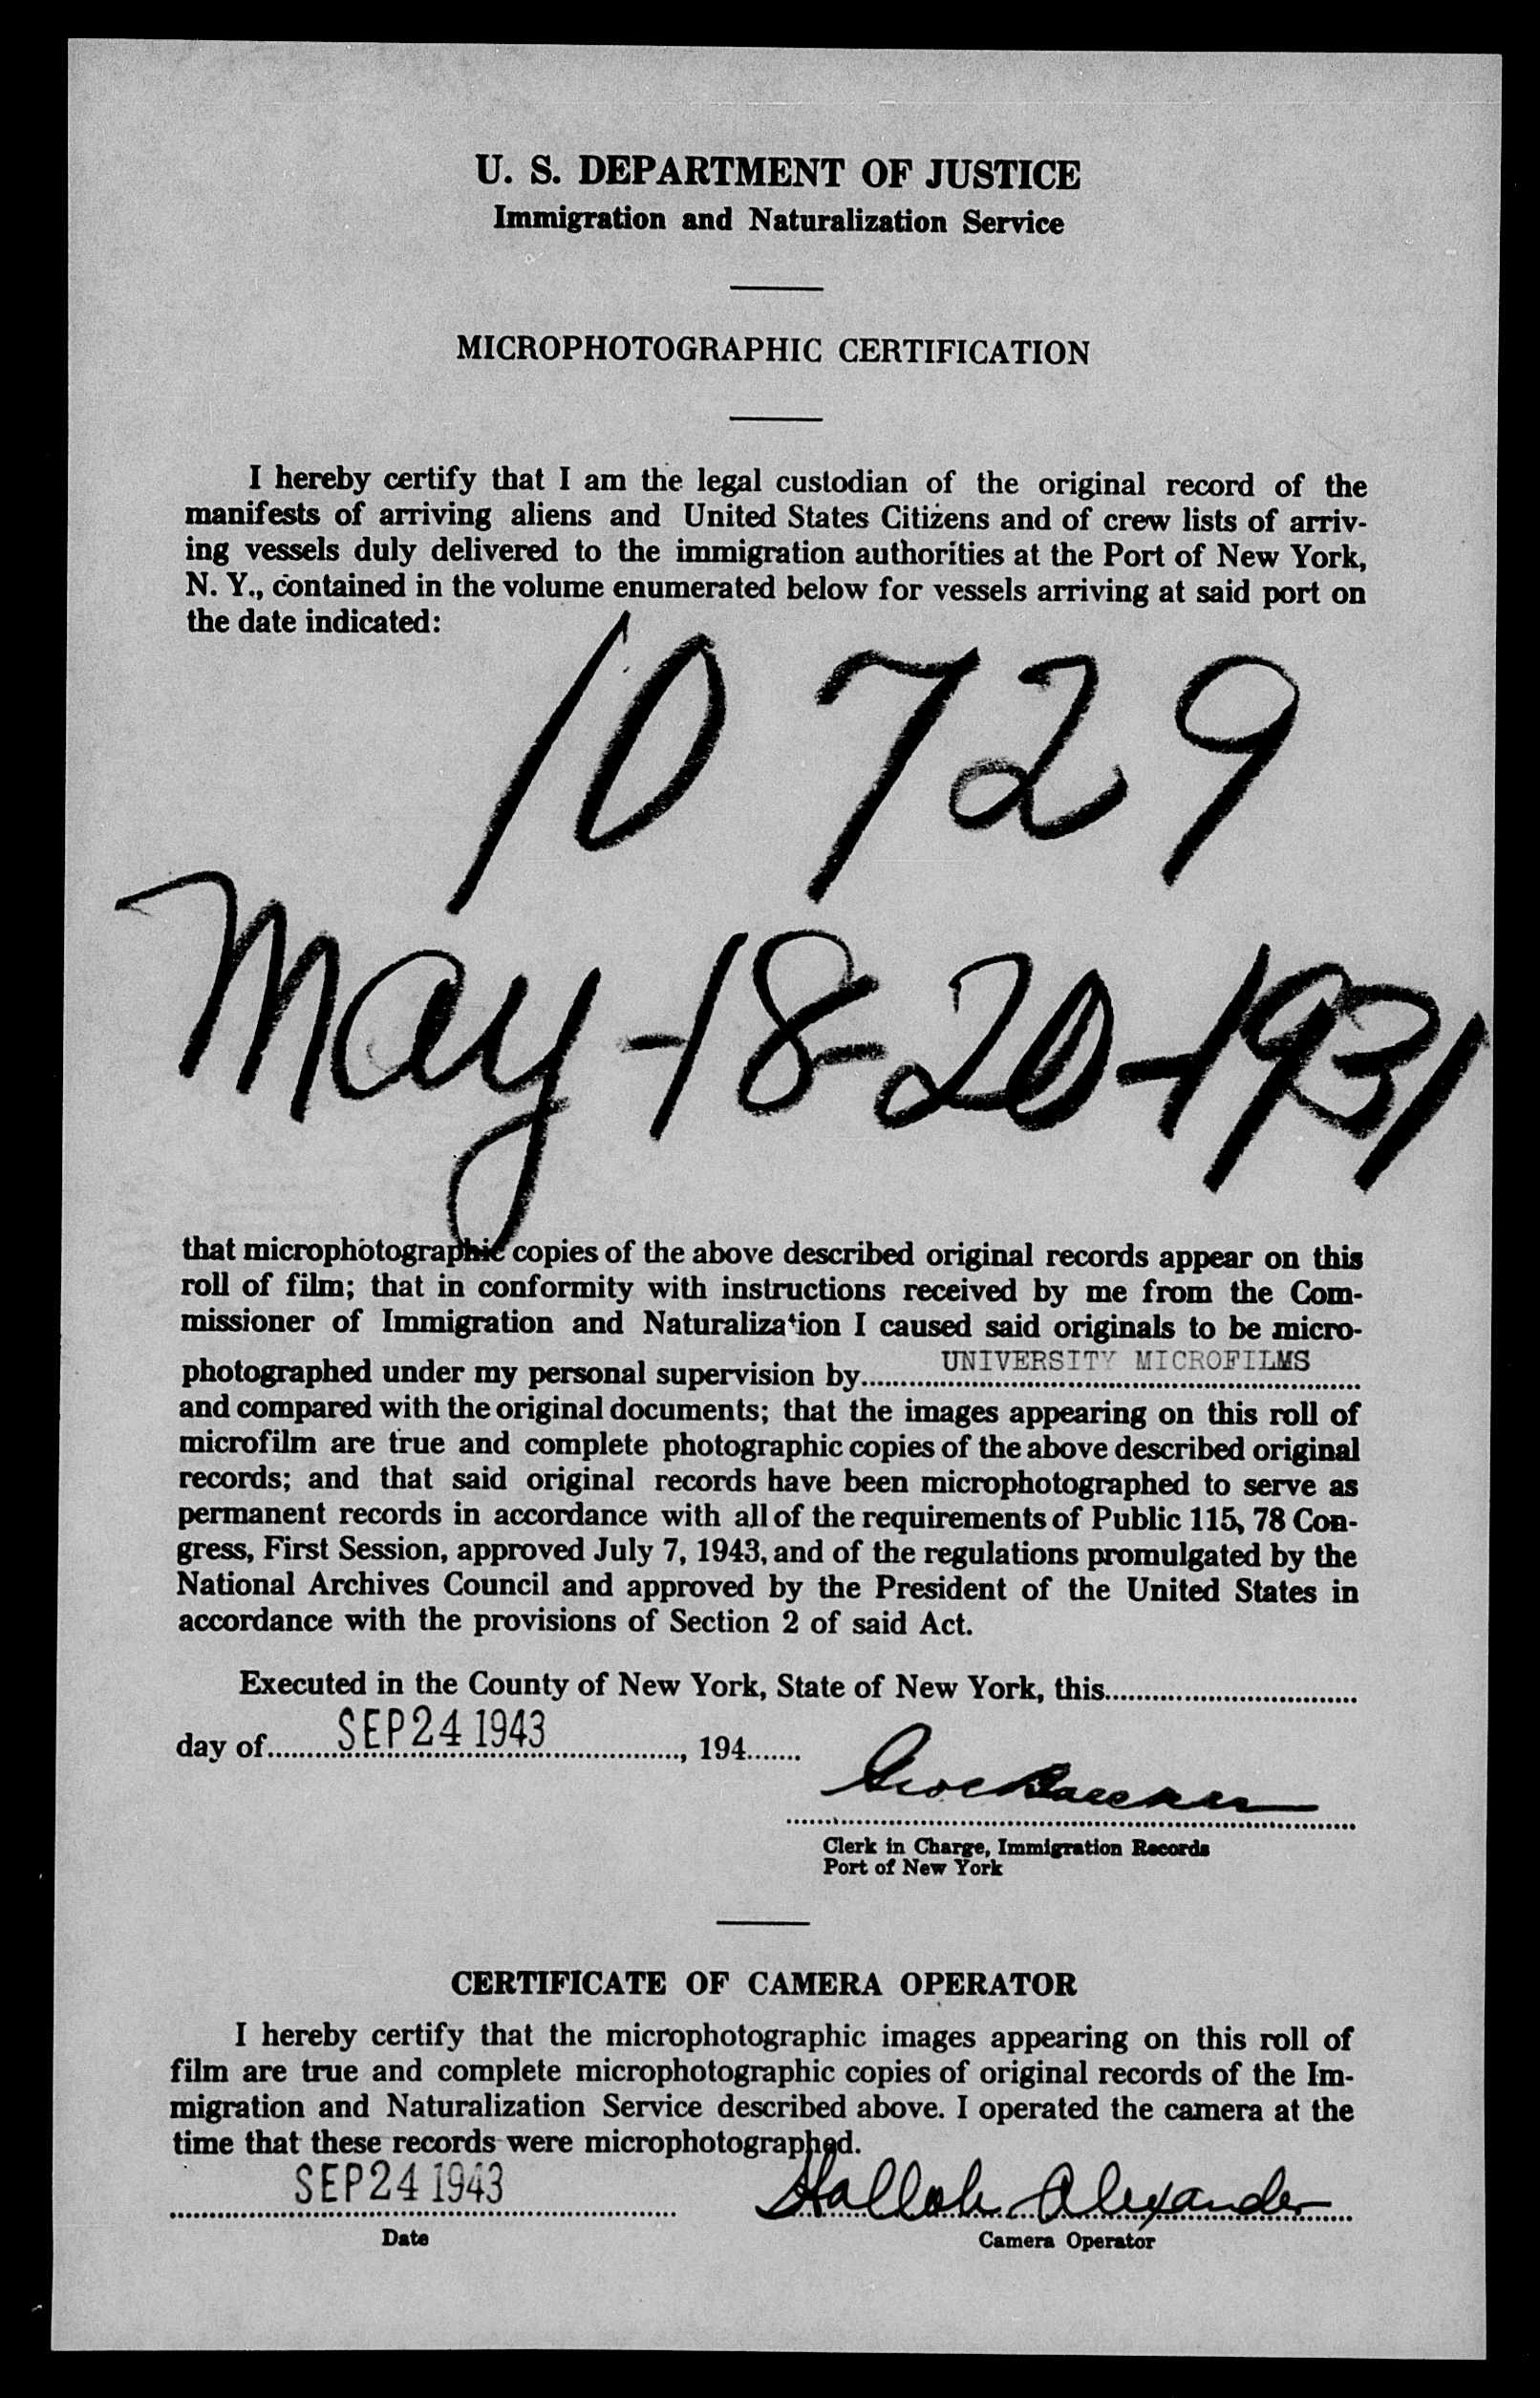 U. S. DEPARTMENT OF JUSTICE
Immigration and Naturalization Service
MICROPHOTOGRAPHIC CERTIFICATION
I hereby certify that I am the legal custodian of the original record of the
manifests of arriving aliens and United States Citizens and of crew lists of arriv-
ing vessels duly delivered to the immigration authorities at the Port of New York,
N. Y., contained in the volume enumerated below for vessels arriving at said port on
the date indicated:
10729
May-18-20-1931
that microphotographic copies of the above described original records appear on this
roll of film; that in conformity with instructions received by me from the Com-
missioner of Immigration and Naturalization I caused said originals to be micro-
photographed under my personal supervision by UNIVERSITY MICROFILMS
and compared with the original documents; that the images appearing on this roll of
microfilm are true and complete photographic copies of the above described original
records; and that said original records have been microphotographed to serve as
permanent records in accordance with all of the requirements of Public 115, 78 Con-
gress, First Session, approved July 7, 1943, and of the regulations promulgated by the
National Archives Council and approved by the President of the United States in
accordance with the provisions of Section 2 of said Act.
Executed in the County of New York, State of New York, this
day of SEP 24 1943, 194
Clerk in Charge, Immigration Records
Port of New York
CERTIFICATE OF CAMERA OPERATOR
I hereby certify that the microphotographic images appearing on this roll of
film are true and complete microphotographic copies of original records of the Im-
migration and Naturalization Service described above. I operated the camera at the
time that these records were microphotographed.
SEP 24 1943 Alexander
Date Camera Operator